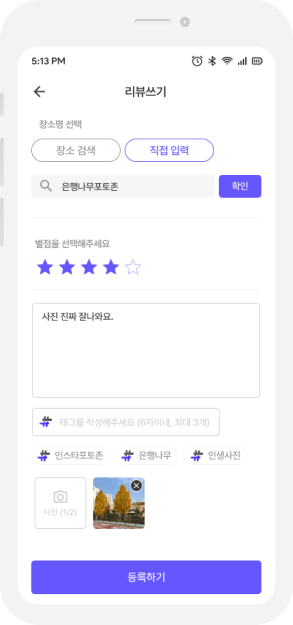 5:13 PM
리뷰쓰기
장소명 선택
장소 검색
직접 입력
은행나무포토존
확인
별점을 선택해주세요
사진 진짜 잘나와요.
태그를 작성해주세요 (6자이내, 최대 3개)
인스타포토존
은행나무
인생사진
사진 (1/2)
등록하기